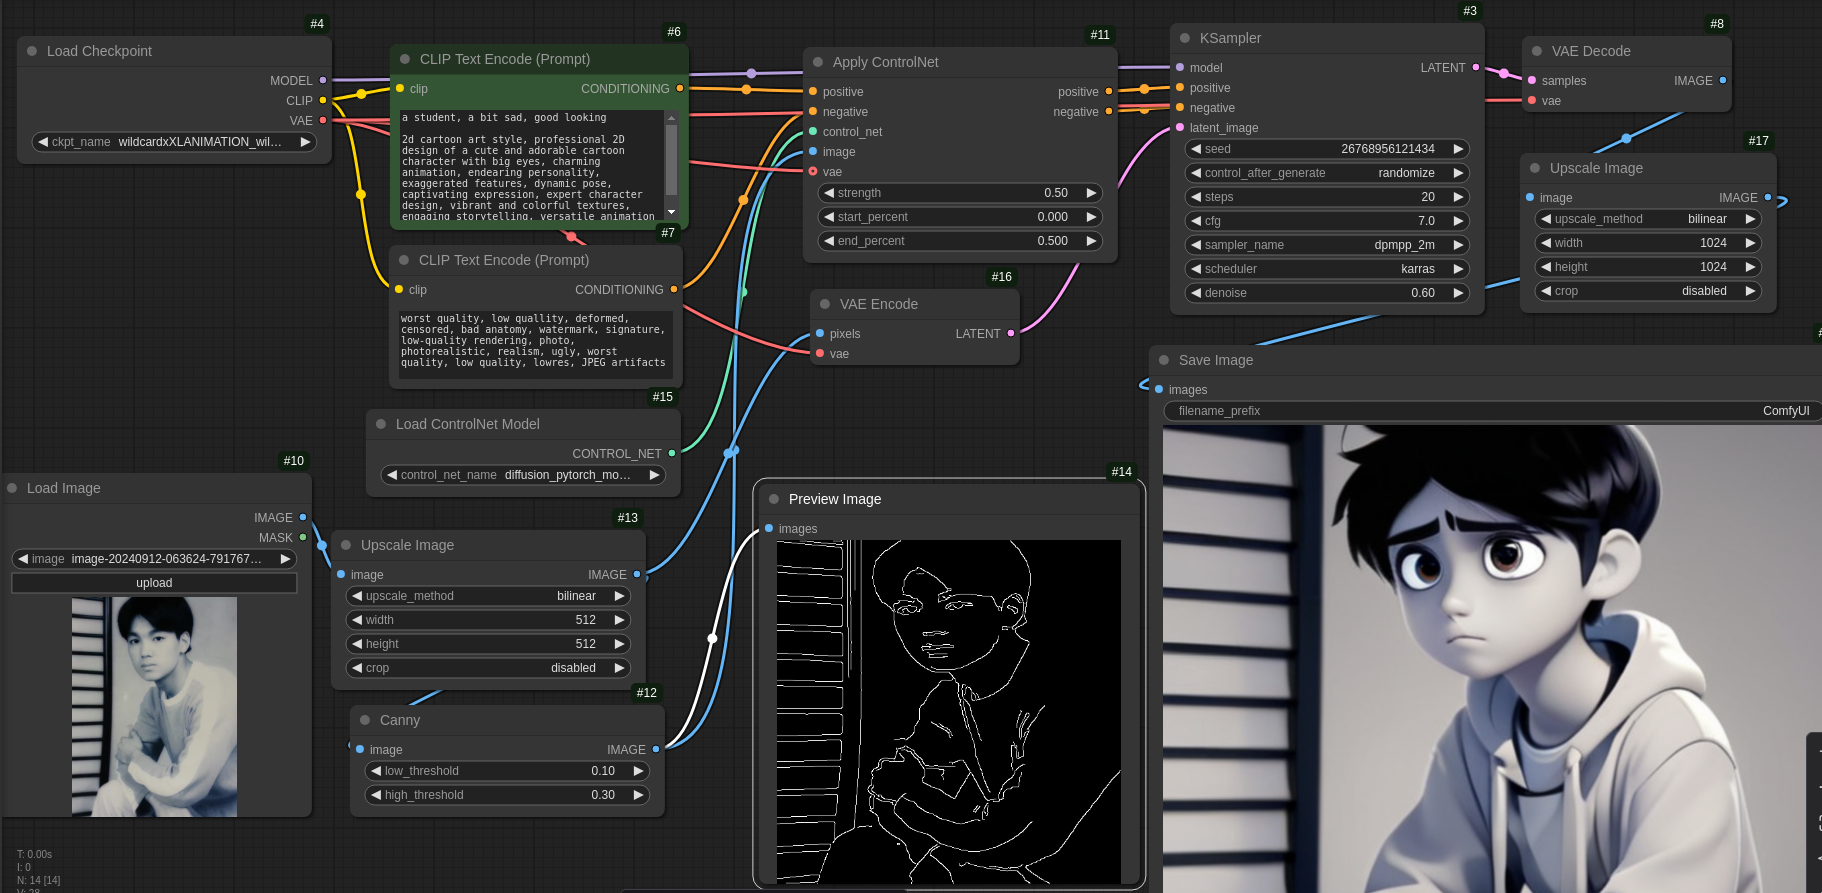 #4
Load Checkpoint
MODEL
CLIP
VAE
ckpt_name wildcardxXLANIMATION_wil...
#6
CLIP Text Encode (Prompt)
clip CONDITIONING
a student, a bit sad, good looking
2d cartoon art style, professional 2D
design of a cute and adorable cartoon
character with big eyes, charming
animation, endearing personality,
exaggerated features, dynamic pose,
captivating expression, expert character
design, vibrant and colorful textures,
engaging storytelling, versatile animation
#7
CLIP Text Encode (Prompt)
clip CONDITIONING
worst quality, low quallity, deformed,
censored, bad anatomy, watermark, signature,
low-quality rendering, photo,
photorealistic, realism, ugly, worst
quality, low quality, lowres, JPEG artifacts
#15
Load ControlNet Model
CONTROL_NET
control_net_name diffusion_pytorch_mo...
#10
Load Image
IMAGE
MASK
image image-20240912-063624-791767...
upload
#13
Upscale Image
image IMAGE
upscale_method bilinear
width 512
height 512
crop disabled
#12
Canny
image IMAGE
low_threshold 0.10
high_threshold 0.30
#11
Apply ControlNet
positive positive
negative negative
control_net
image
vae
strength 0.50
start_percent 0.000
end_percent 0.500
#16
VAE Encode
pixels LATENT
vae
#14
Preview Image
images
#3
KSampler
model LATENT
positive
negative
latent_image
seed 26768956121434
control_after_generate randomize
steps 20
cfg 7.0
sampler_name dpmpp_2m
scheduler karras
denoise 0.60
#8
VAE Decode
samples IMAGE
vae
#17
Upscale Image
image IMAGE
upscale_method bilinear
width 1024
height 1024
crop disabled
Save Image
images
filename_prefix ComfyUI
T: 0.00s
I: 0
N: 14 [14]